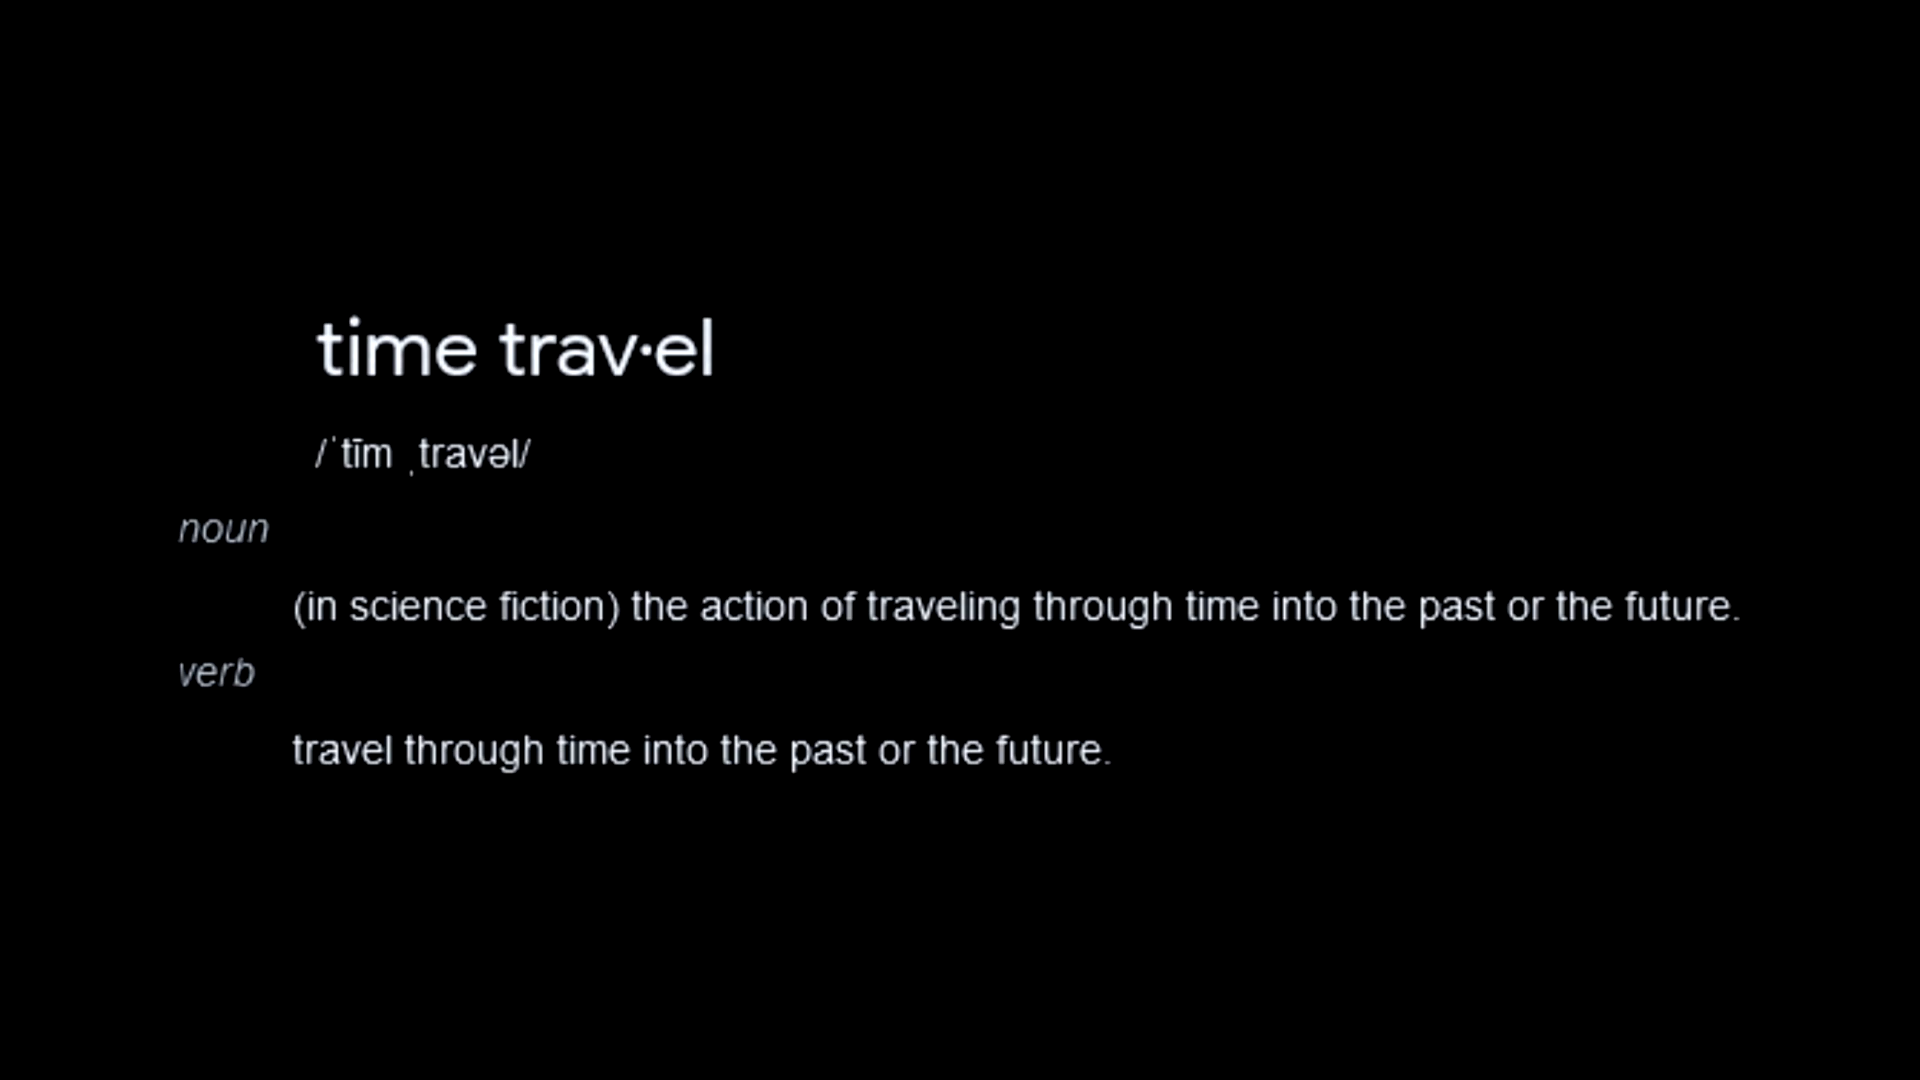 time trav·el
/ˈtīm ˌtravəl/
noun
(in science fiction) the action of traveling through time into the past or the future.
verb
travel through time into the past or the future.